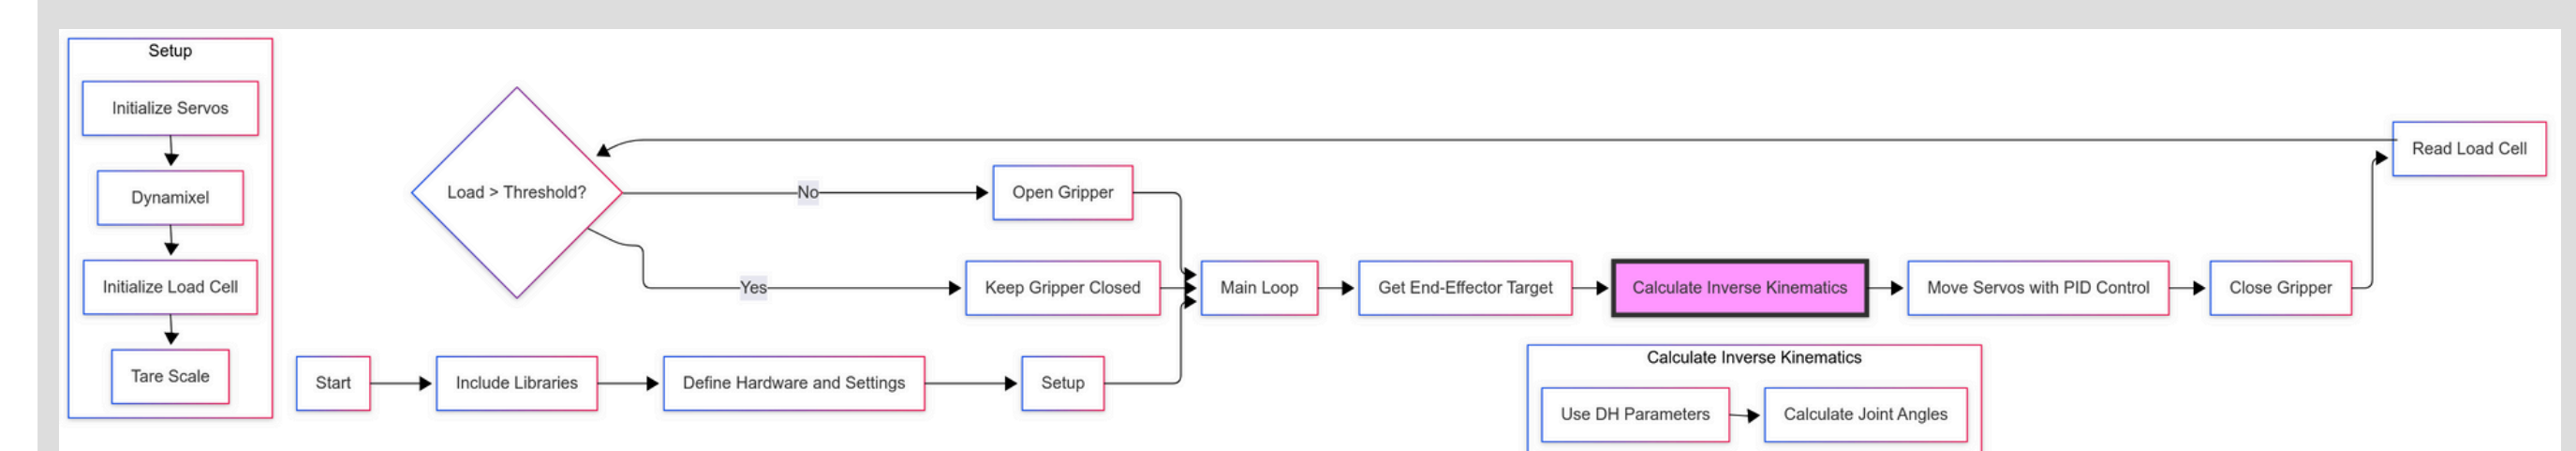 Setup
Initialize Servos
Dynamixel
Initialize Load Cell
Tare Scale
Load > Threshold?
No
Yes
Open Gripper
Keep Gripper Closed
Start
Include Libraries
Define Hardware and Settings
Setup
Main Loop
Get End-Effector Target
Calculate Inverse Kinematics
Move Servos with PID Control
Close Gripper
Read Load Cell
Calculate Inverse Kinematics
Use DH Parameters
Calculate Joint Angles